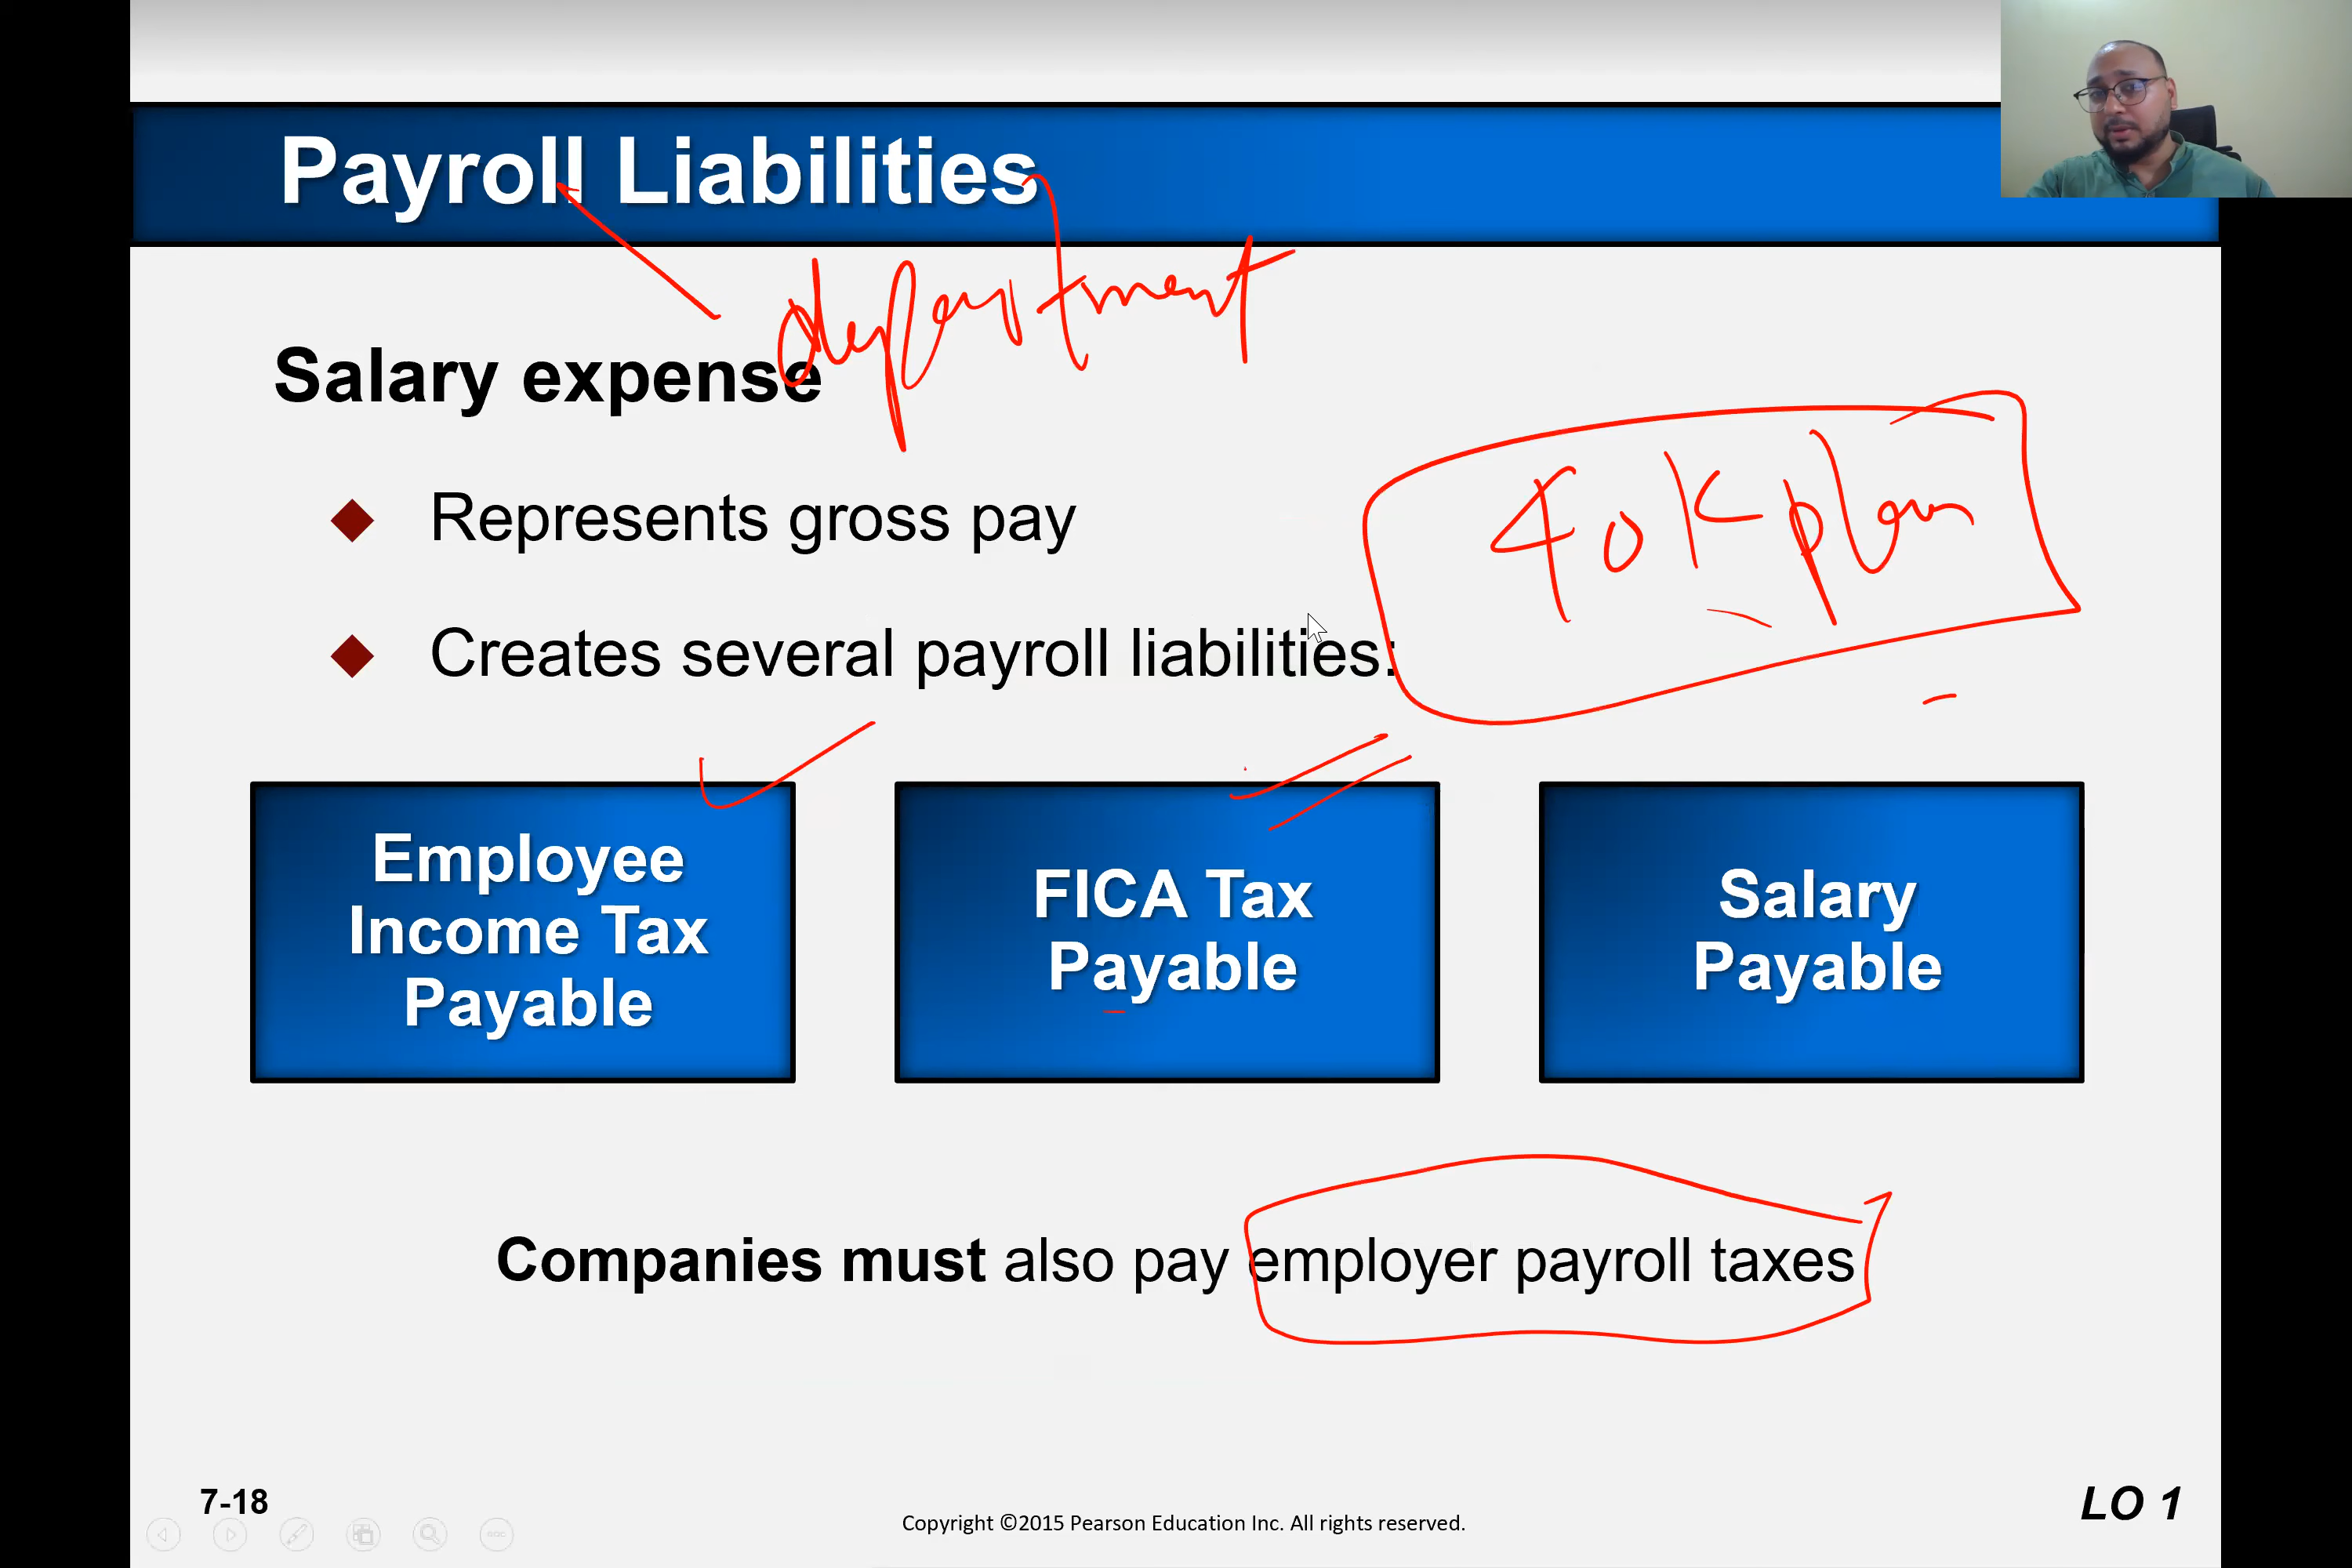 Payroll Liabilities
department
Salary expense
Represents gross pay
40k plan
Creates several payroll liabilities:
Employee
Income Tax
Payable
FICA Tax
Payable
Salary
Payable
Companies must also pay employer payroll taxes
7-18
Copyright ©2015 Pearson Education Inc. All rights reserved.
LO 1